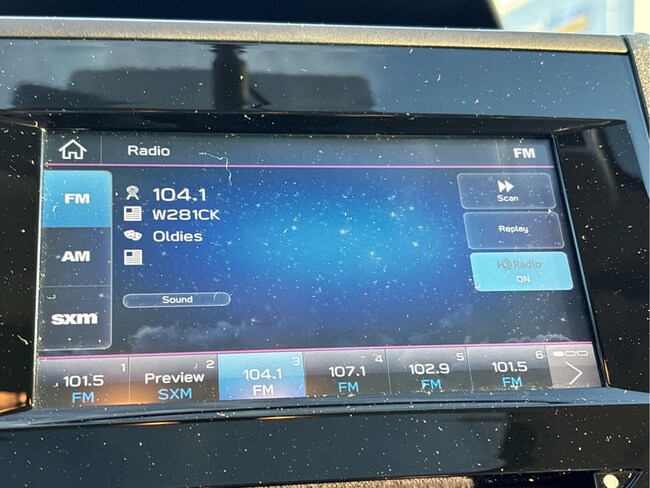 Radio
FM
FM
AM
sxm
104.1
W281CK
Oldies
Sound
Scan
Replay
HD Radio
ON
1
101.5
FM
2
Preview
SXM
3
104.1
FM
4
107.1
FM
5
102.9
FM
6
101.5
FM